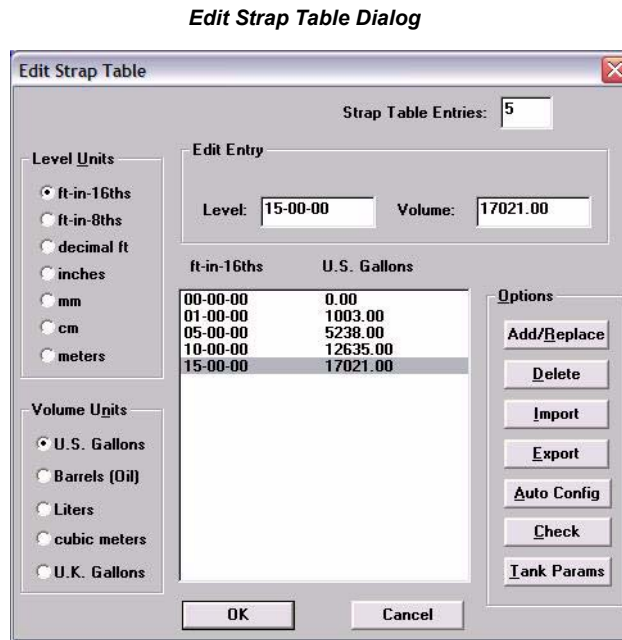 Edit Strap Table Dialog
Edit Strap Table
Strap Table Entries: 5
Level Units
ft-in-16ths
ft-in-8ths
decimal ft
inches
mm
cm
meters
Edit Entry
Level: 15-00-00 Volume: 17021.00
ft-in-16ths U.S. Gallons
00-00-00 0.00
01-00-00 1003.00
05-00-00 5238.00
10-00-00 12635.00
15-00-00 17021.00
Options
Add/Replace
Delete
Import
Export
Auto Config
Check
Tank Params
Volume Units
U.S. Gallons
Barrels (Oil)
Liters
cubic meters
U.K. Gallons
OK Cancel